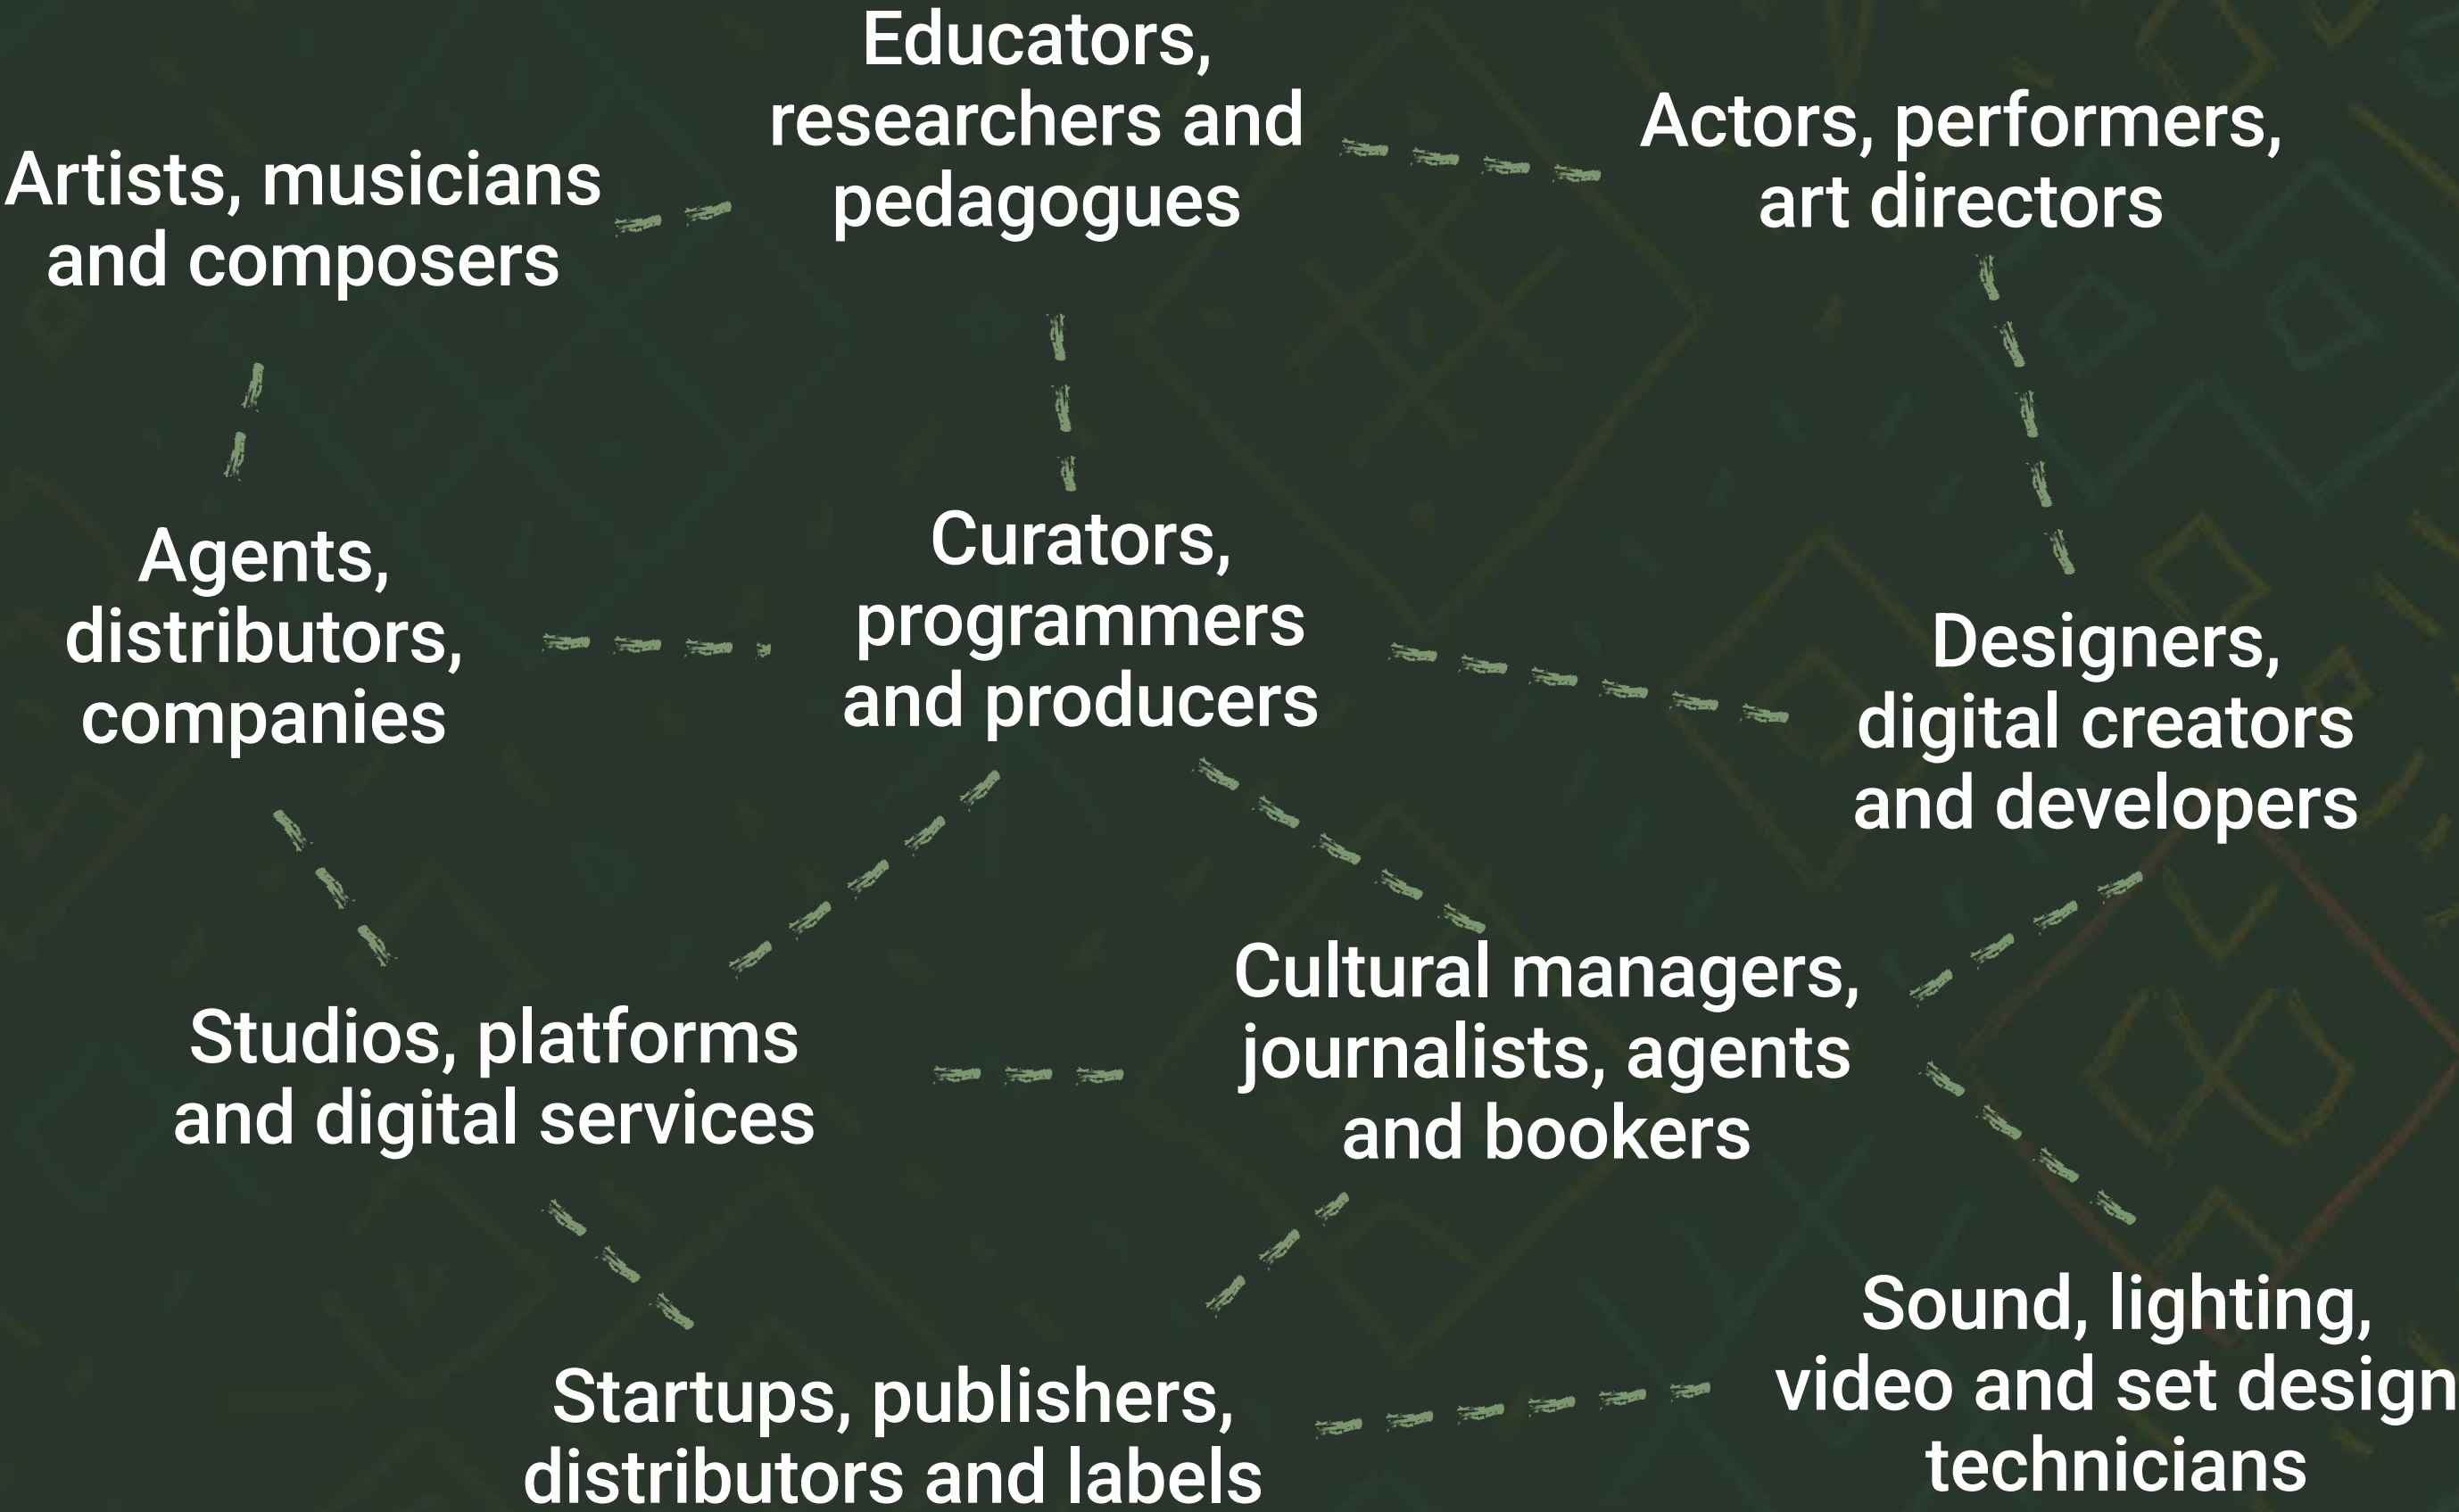 Educators,
researchers and
pedagogues
Artists, musicians
and composers
Actors, performers,
art directors
Agents,
distributors,
companies
Curators,
programmers
and producers
Designers,
digital creators
and developers
Studios, platforms
and digital services
Cultural managers,
journalists, agents
and bookers
Startups, publishers,
distributors and labels
Sound, lighting,
video and set design
technicians